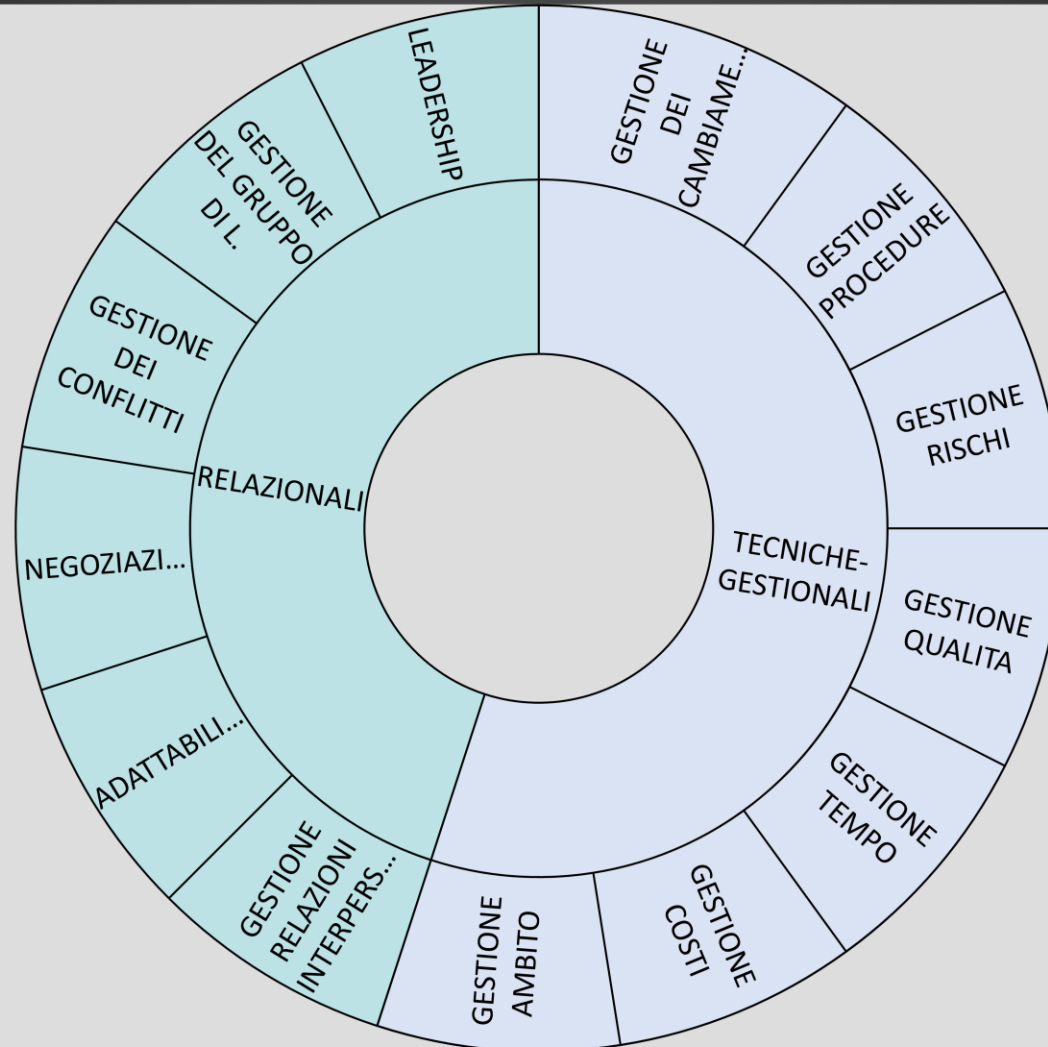 LEADERSHIP
GESTIONE
DEL GRUPPO
DI L.
GESTIONE
DEI
CONFLITTI
NEGOZIAZI...
ADATTABILI...
GESTIONE
RELAZIONI
INTERPERS...
RELAZIONALI
GESTIONE
DEI
CAMBIAME...
GESTIONE
PROCEDURE
GESTIONE
RISCHI
GESTIONE
QUALITA
GESTIONE
TEMPO
GESTIONE
COSTI
GESTIONE
AMBITO
TECNICHE-
GESTIONALI